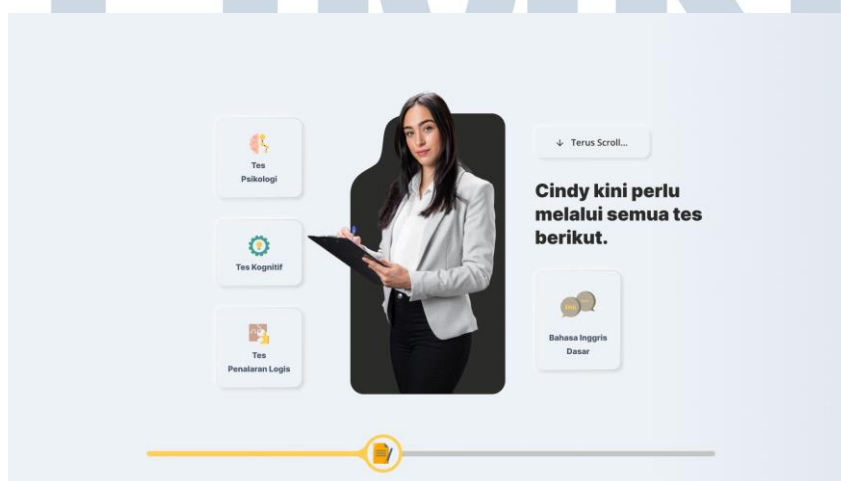 Tes
Psikologi
Tes Kognitif
Tes
Penalaran Logis
↓ Terus Scroll...
Cindy kini perlu
melalui semua tes
berikut.
Bahasa Inggris
Dasar